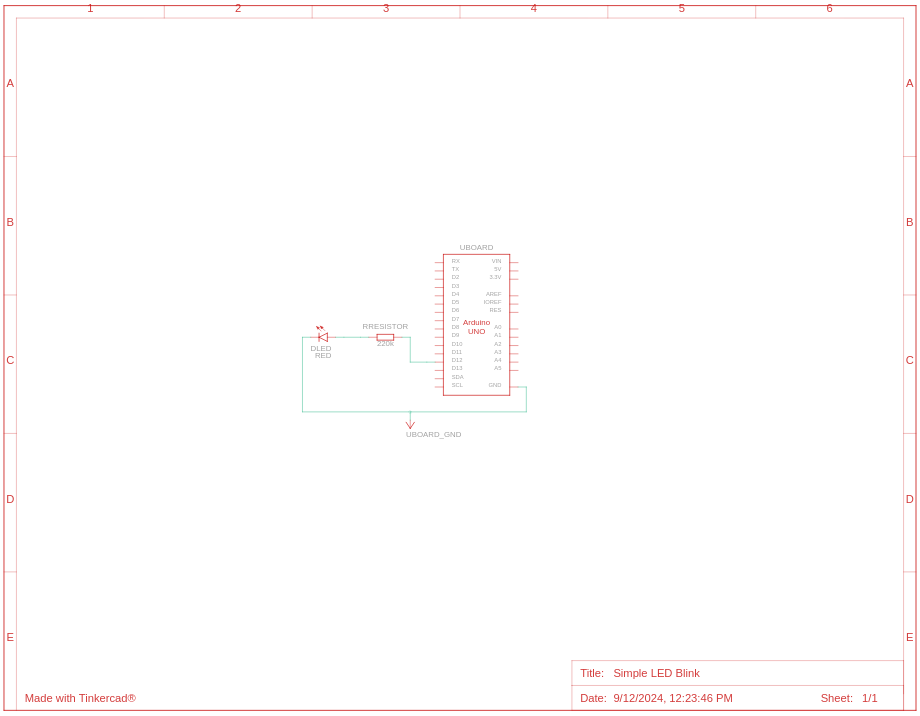 1 2 3 4 5 6
A A
B B
UBOARD
RX VIN
TX 5V
D2 3.3V
D3
D4 AREF
D5 IOREF
D6 RES
D7
Arduino
UNO
D8 A0
D9 A1
D10 A2
D11 A3
D12 A4
D13 A5
SDA
SCL GND
RRESISTOR
220k
DLED
RED
C C
UBOARD_GND
D D
E E
Title: Simple LED Blink
Made with Tinkercad®
Date: 9/12/2024, 12:23:46 PM Sheet: 1/1